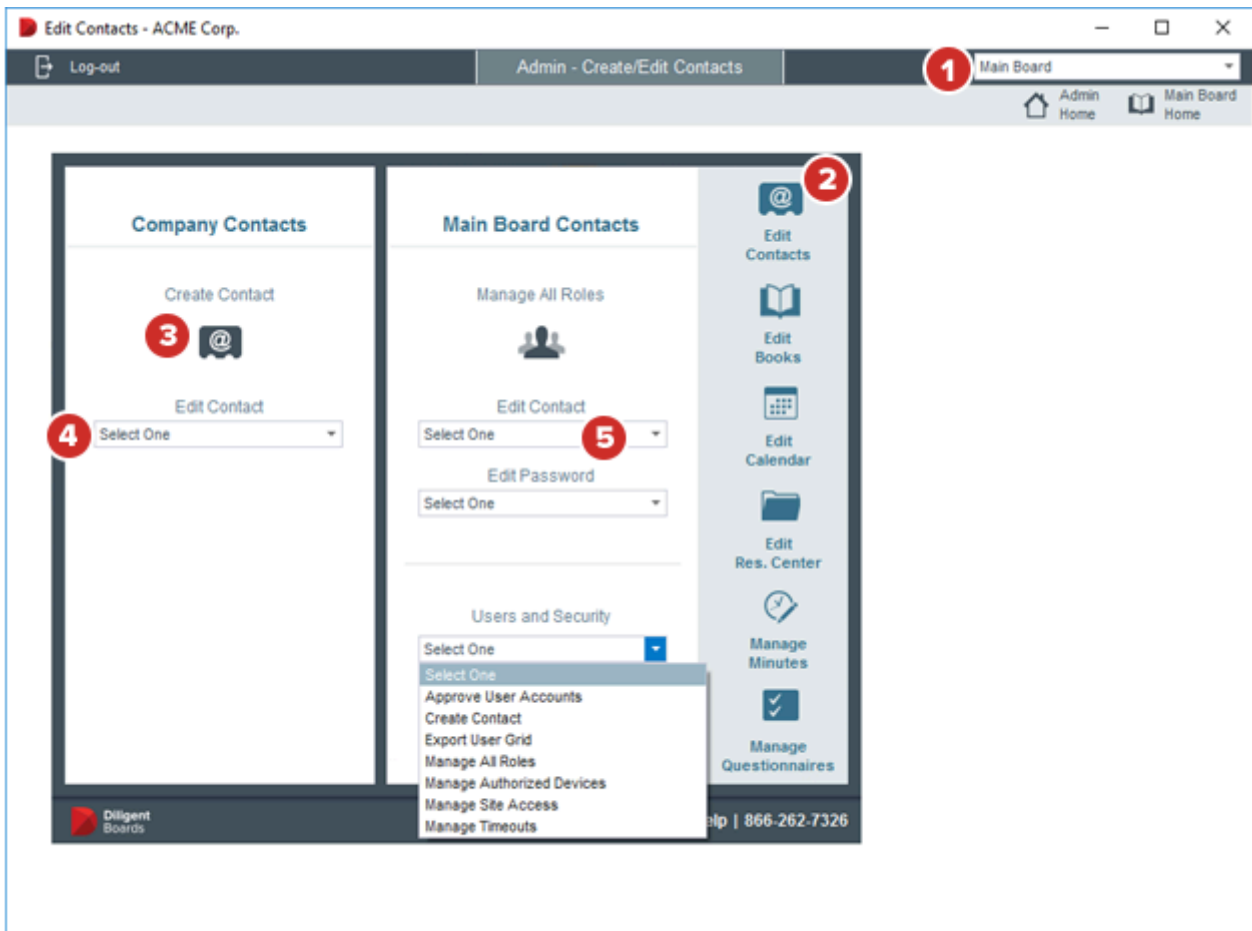 Edit Contacts - ACME Corp.
Log-out
Admin - Create/Edit Contacts
1
Main Board
Admin
Home
Main Board
Home
Company Contacts
Create Contact
3
@
Edit Contact
4
Select One
Main Board Contacts
Manage All Roles
Edit Contact
Select One
5
Edit Password
Select One
Users and Security
Select One
Select One
Approve User Accounts
Create Contact
Export User Grid
Manage All Roles
Manage Authorized Devices
Manage Site Access
Manage Timeouts
2
@
Edit
Contacts
Edit
Books
Edit
Calendar
Edit
Res. Center
Manage
Minutes
Manage
Questionnaires
Diligent
Boards
| 866-262-7326